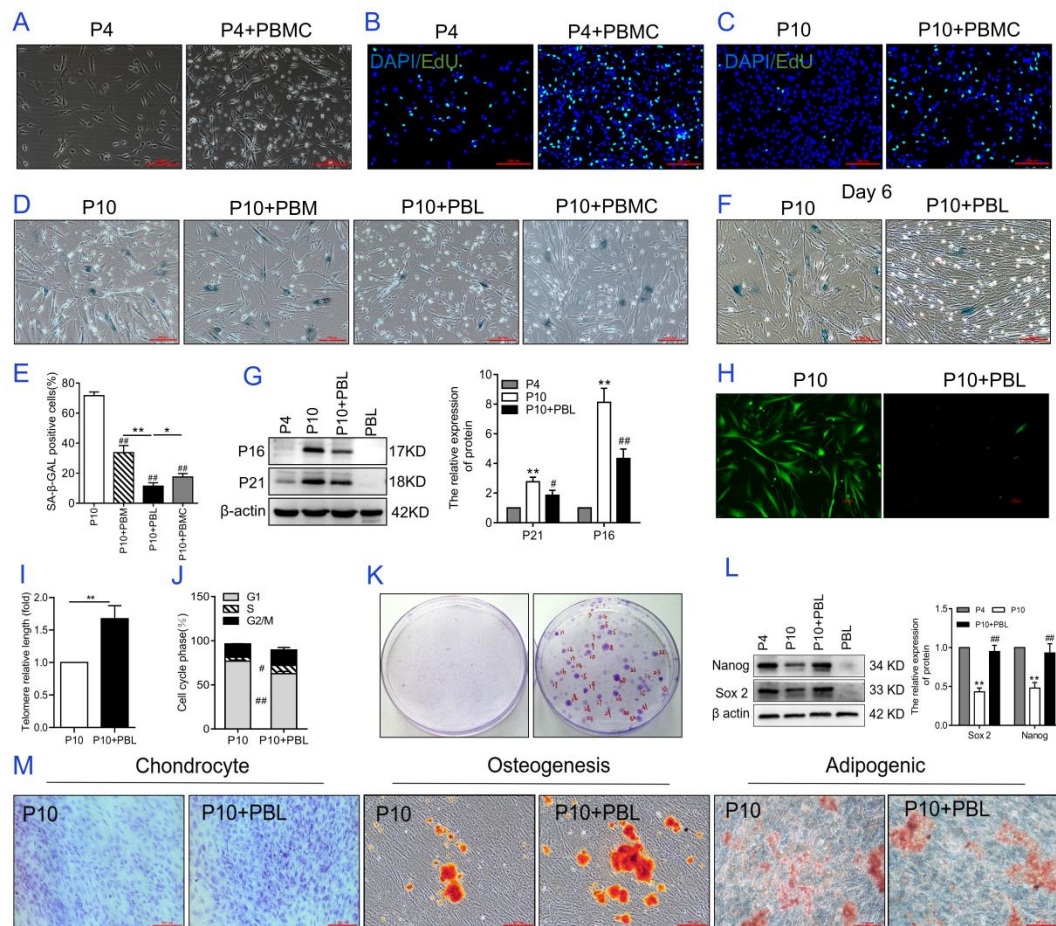 A
P4
P4+PBMC
B
P4
P4+PBMC
DAPI/EdU
C
P10
P10+PBMC
DAPI/EdU
D
P10
P10+PBM
P10+PBL
P10+PBMC
F
Day 6
P10
P10+PBL
E
SA-β-GAL positive cells(%)
80
60
40
20
0
##
**
##
*
##
P10
P10+PBM
P10+PBL
P10+PBMC
G
P4
P10
P10+PBL
PBL
P16
17KD
P21
18KD
β-actin
42KD
The relative expression
of protein
10
8
6
4
2
0
P4
P10
P10+PBL
**
#
**
##
P21
P16
H
P10
P10+PBL
I
Telomere relative length (fold)
2.0
1.5
1.0
0.5
0.0
**
P10
P10+PBL
J
Cell cycle phase(%)
150
100
50
0
G1
S
G2/M
#
##
P10
P10+PBL
K
L
P4
P10
P10+PBL
PBL
Nanog
34 KD
Sox 2
33 KD
β actin
42 KD
The relative expression
of protein
1.5
1.0
0.5
0.0
P4
P10
P10+PBL
**
##
**
##
Sox 2
Nanog
M
Chondrocyte
Osteogenesis
Adipogenic
P10
P10+PBL
P10
P10+PBL
P10
P10+PBL